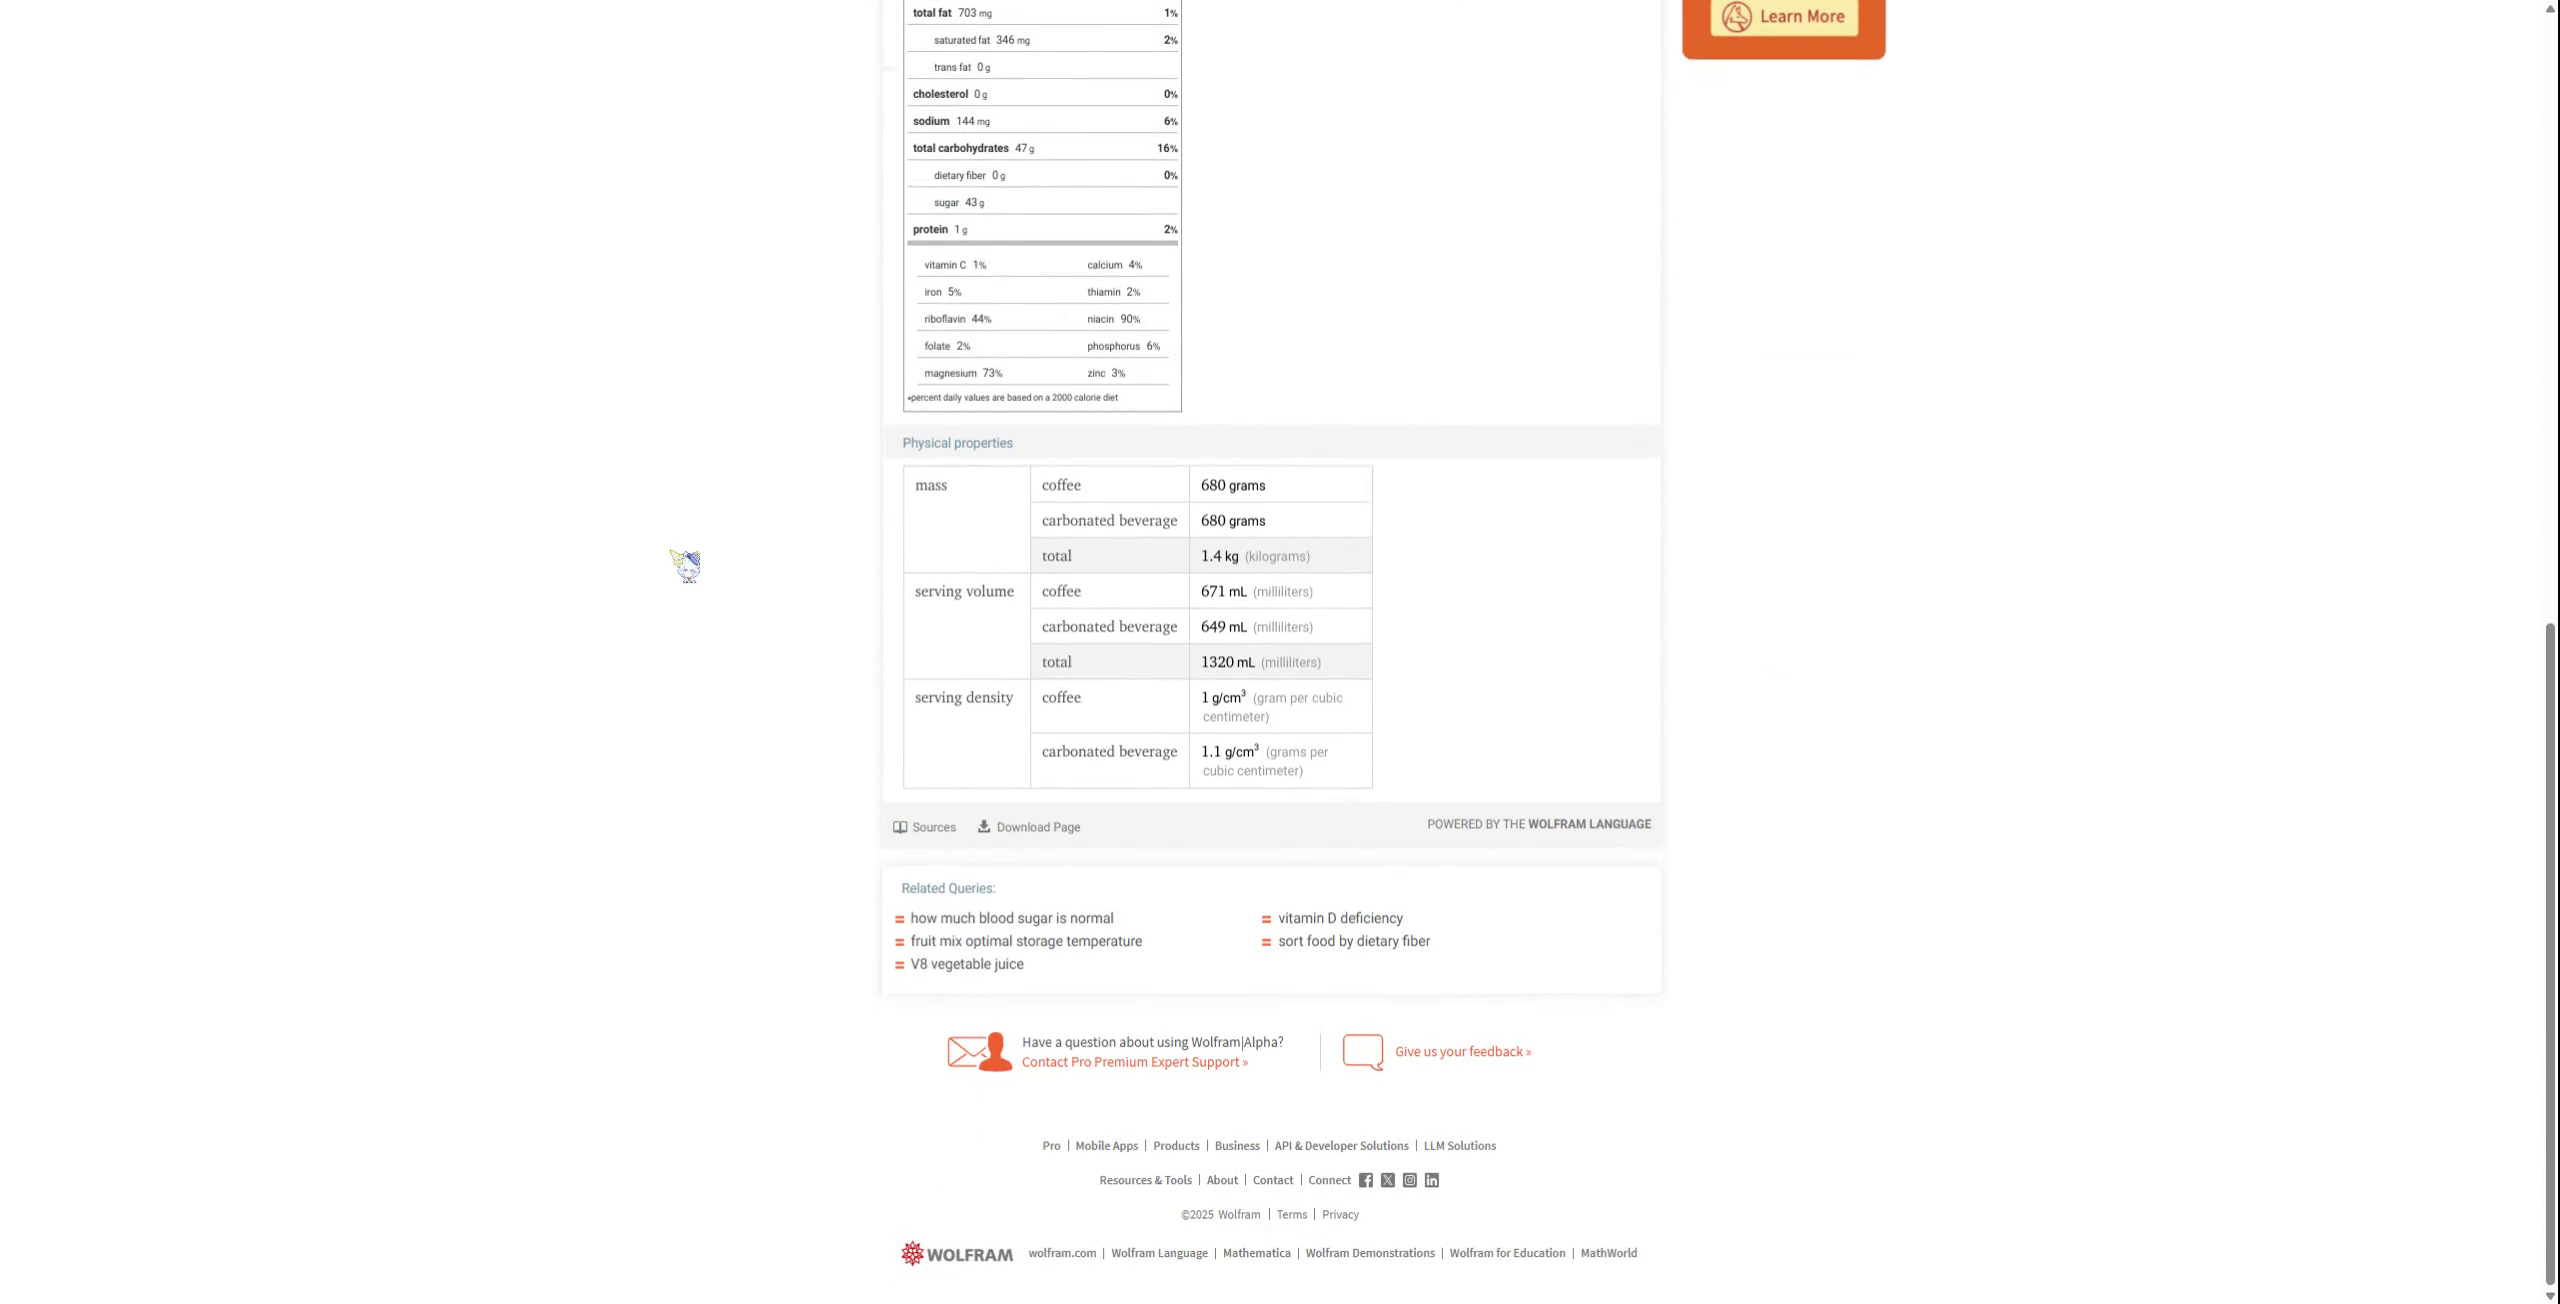 total fat 703 mg 1%
Learn More
saturated fat 346 mg 2%
trans fat 0 g
cholesterol 0 g 0%
sodium 144 mg 6%
total carbohydrates 47 g 16%
dietary fiber 0 g 0%
sugar 43 g
protein 1 g 2%
vitamin C 1% calcium 4%
iron 5% thiamin 2%
riboflavin 44% niacin 90%
folate 2% phosphorus 6%
magnesium 73% zinc 3%
*percent daily values are based on a 2000 calorie diet
Physical properties
mass coffee 680 grams
carbonated beverage 680 grams
total 1.4 kg (kilograms)
serving volume coffee 671 mL (milliliters)
carbonated beverage 649 mL (milliliters)
total 1320 mL (milliliters)
serving density coffee 1 g/cm³ (gram per cubic
centimeter)
carbonated beverage 1.1 g/cm³ (grams per
cubic centimeter)
Sources Download Page POWERED BY THE WOLFRAM LANGUAGE
Related Queries:
= how much blood sugar is normal = vitamin D deficiency
= fruit mix optimal storage temperature = sort food by dietary fiber
= V8 vegetable juice
Have a question about using Wolfram|Alpha?
Contact Pro Premium Expert Support »
Give us your feedback »
Pro | Mobile Apps | Products | Business | API & Developer Solutions | LLM Solutions
Resources & Tools | About | Contact | Connect
©2025 Wolfram | Terms | Privacy
WOLFRAM wolfram.com | Wolfram Language | Mathematica | Wolfram Demonstrations | Wolfram for Education | MathWorld